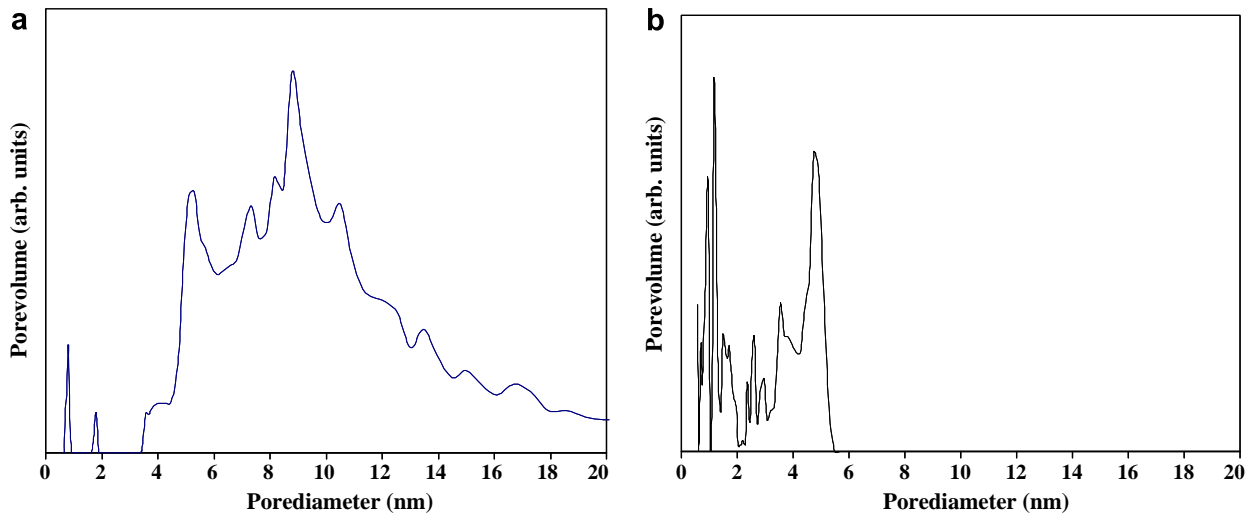 a
Porevolume (arb. units)
0 2 4 6 8 10 12 14 16 18 20
Porediameter (nm)
b
Porevolume (arb. units)
0 2 4 6 8 10 12 14 16 18 20
Porediameter (nm)